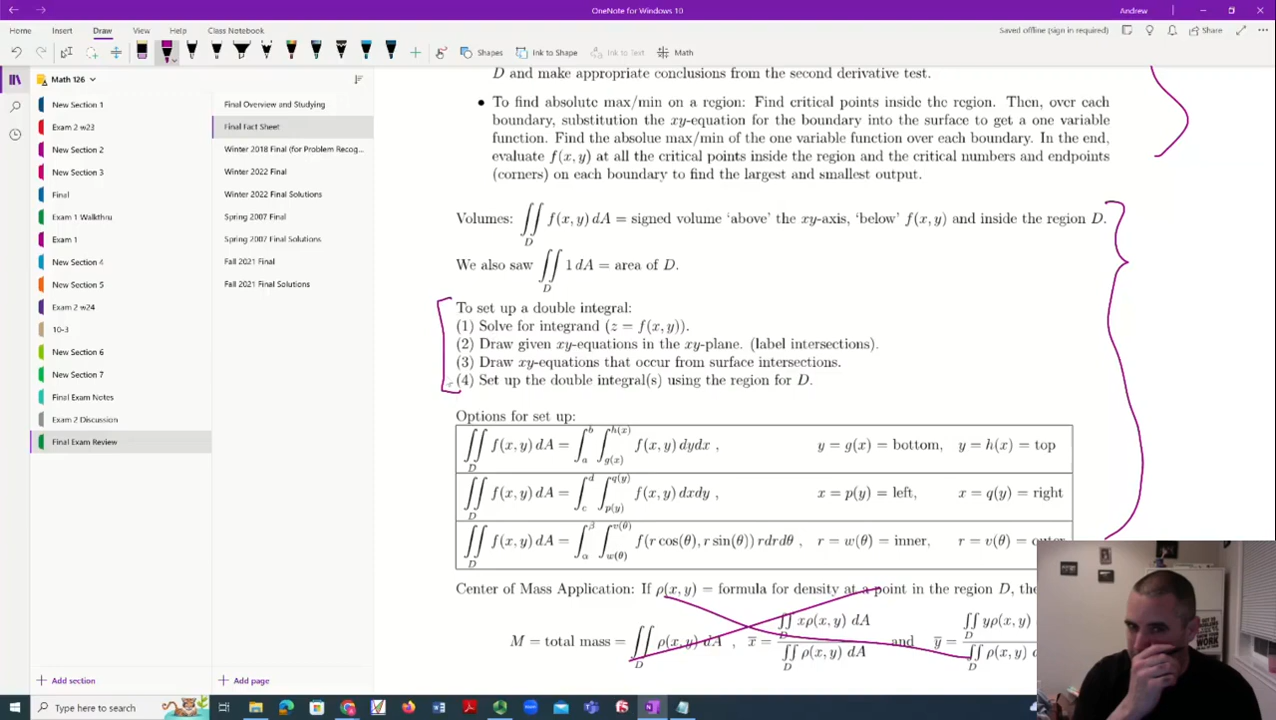 OneNote for Windows 10
Andrew
Home Insert Draw View Help Class Notebook
Saved offline (sign in required)
Share
Shapes Ink to Shape Ink to Text Math
Math 126
New Section 1
Exam 2 w23
New Section 2
New Section 3
Final
Exam 1 Walkthru
Exam 1
New Section 4
New Section 5
Exam 2 w24
10-3
New Section 6
New Section 7
Final Exam Notes
Exam 2 Discussion
Final Exam Review
Add section
Final Overview and Studying
Final Fact Sheet
Winter 2018 Final (for Problem Recog...
Winter 2022 Final
Winter 2022 Final Solutions
Spring 2007 Final
Spring 2007 Final Solutions
Fall 2021 Final
Fall 2021 Final Solutions
Add page
D and make appropriate conclusions from the second derivative test.
• To find absolute max/min on a region: Find critical points inside the region. Then, over each
boundary, substitution the xy-equation for the boundary into the surface to get a one variable
function. Find the absolue max/min of the one variable function over each boundary. In the end,
evaluate f(x, y) at all the critical points inside the region and the critical numbers and endpoints
(corners) on each boundary to find the largest and smallest output.
Volumes: ∬_D f(x, y) dA = signed volume ‘above’ the xy-axis, ‘below’ f(x, y) and inside the region D.
We also saw ∬_D 1 dA = area of D.
To set up a double integral:
(1) Solve for integrand (z = f(x, y)).
(2) Draw given xy-equations in the xy-plane. (label intersections).
(3) Draw xy-equations that occur from surface intersections.
(4) Set up the double integral(s) using the region for D.
Options for set up:
∬_D f(x, y) dA = ∫_a^b ∫_{g(x)}^{h(x)} f(x, y) dydx , y = g(x) = bottom, y = h(x) = top
∬_D f(x, y) dA = ∫_c^d ∫_{p(y)}^{q(y)} f(x, y) dxdy , x = p(y) = left, x = q(y) = right
∬_D f(x, y) dA = ∫_α^β ∫_{w(θ)}^{v(θ)} f(r cos(θ), r sin(θ)) rdrdθ , r = w(θ) = inner, r = v(θ) =
Center of Mass Application: If ρ(x, y) = formula for density at a point in the region D,
M = total mass = ∬_D ρ(x, y) dA , x̄ = ∬_D xρ(x, y) dA / ∬_D ρ(x, y) dA and ȳ = ∬_D yρ(x, y) / ∬_D ρ(x, y)
Type here to search